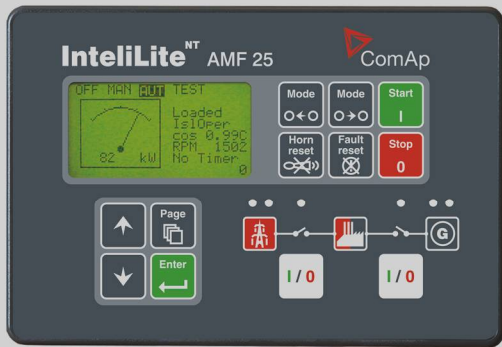 InteliLite NT AMF 25
ComAp
OFF MAN AUT TEST
Loaded
IslOper
cos 0.99C
RPM 1502
No Timer
0
82 kW
Mode
Mode
Start
I
Horn reset
Fault reset
Stop
0
Page
Enter
G
I / 0
I / 0